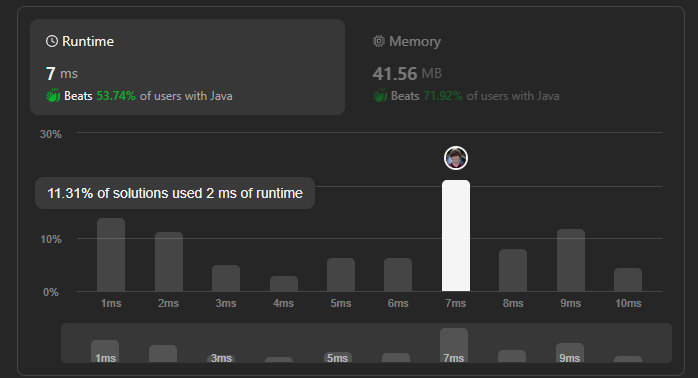 Runtime
7 ms
Beats 53.74% of users with Java
Memory
41.56 MB
Beats 71.92% of users with Java
30%
11.31% of solutions used 2 ms of runtime
10%
0%
1ms 2ms 3ms 4ms 5ms 6ms 7ms 8ms 9ms 10ms
1ms 3ms 5ms 7ms 9ms